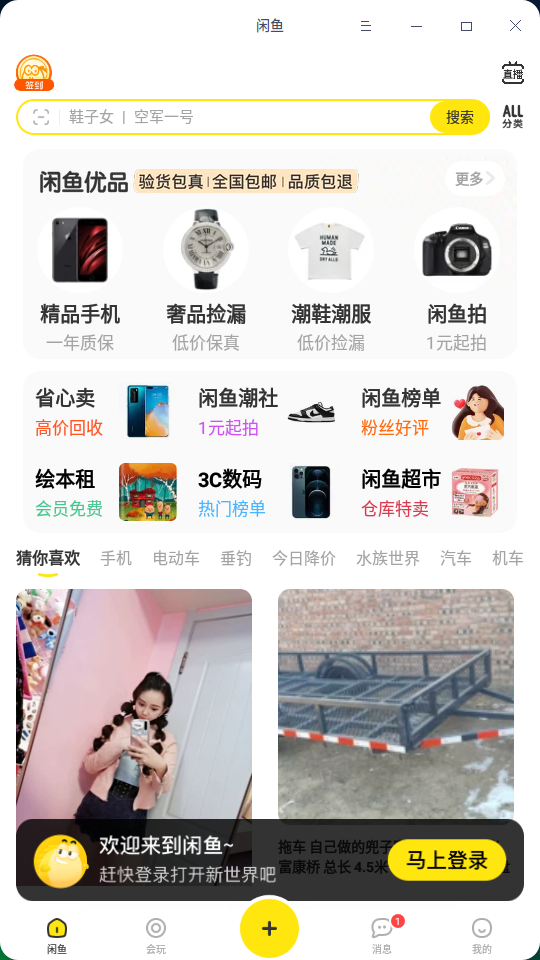 闲鱼
签到
直播
鞋子女 | 空军一号
搜索
ALL
分类
闲鱼优品
验货包真 | 全国包邮 | 品质包退
更多
精品手机
奢品捡漏
潮鞋潮服
闲鱼拍
一年质保
低价保真
低价捡漏
1元起拍
HUMAN
MADE
DRY ALLS
Canon
省心卖
高价回收
闲鱼潮社
1元起拍
闲鱼榜单
粉丝好评
绘本租
会员免费
3C数码
热门榜单
闲鱼超市
仓库特卖
猜你喜欢
手机
电动车
垂钓
今日降价
水族世界
汽车
机车
拖车 自己做的兜子
富康桥 总长 4.5米
欢迎来到闲鱼~
赶快登录打开新世界吧
马上登录
闲鱼
会玩
消息
1
我的